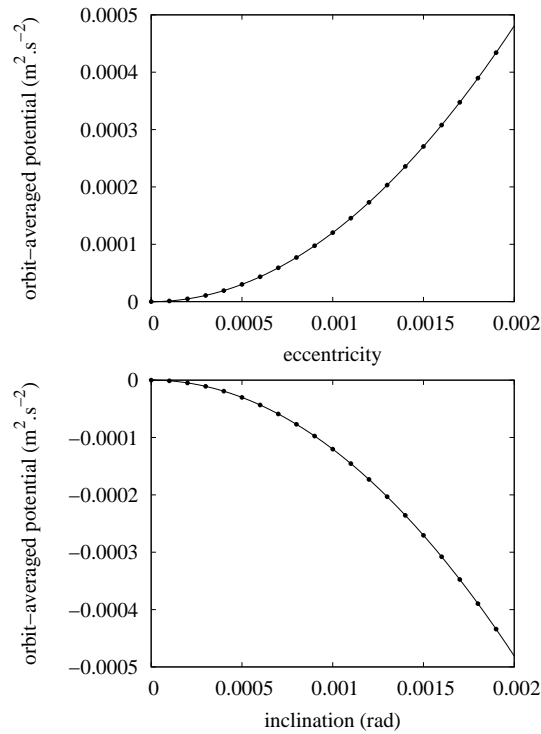 0.0005
0.0004
0.0003
0.0002
0.0001
0
orbit−averaged potential (m².s⁻²)
0 0.0005 0.001 0.0015 0.002
eccentricity
0
−0.0001
−0.0002
−0.0003
−0.0004
−0.0005
orbit−averaged potential (m².s⁻²)
0 0.0005 0.001 0.0015 0.002
inclination (rad)